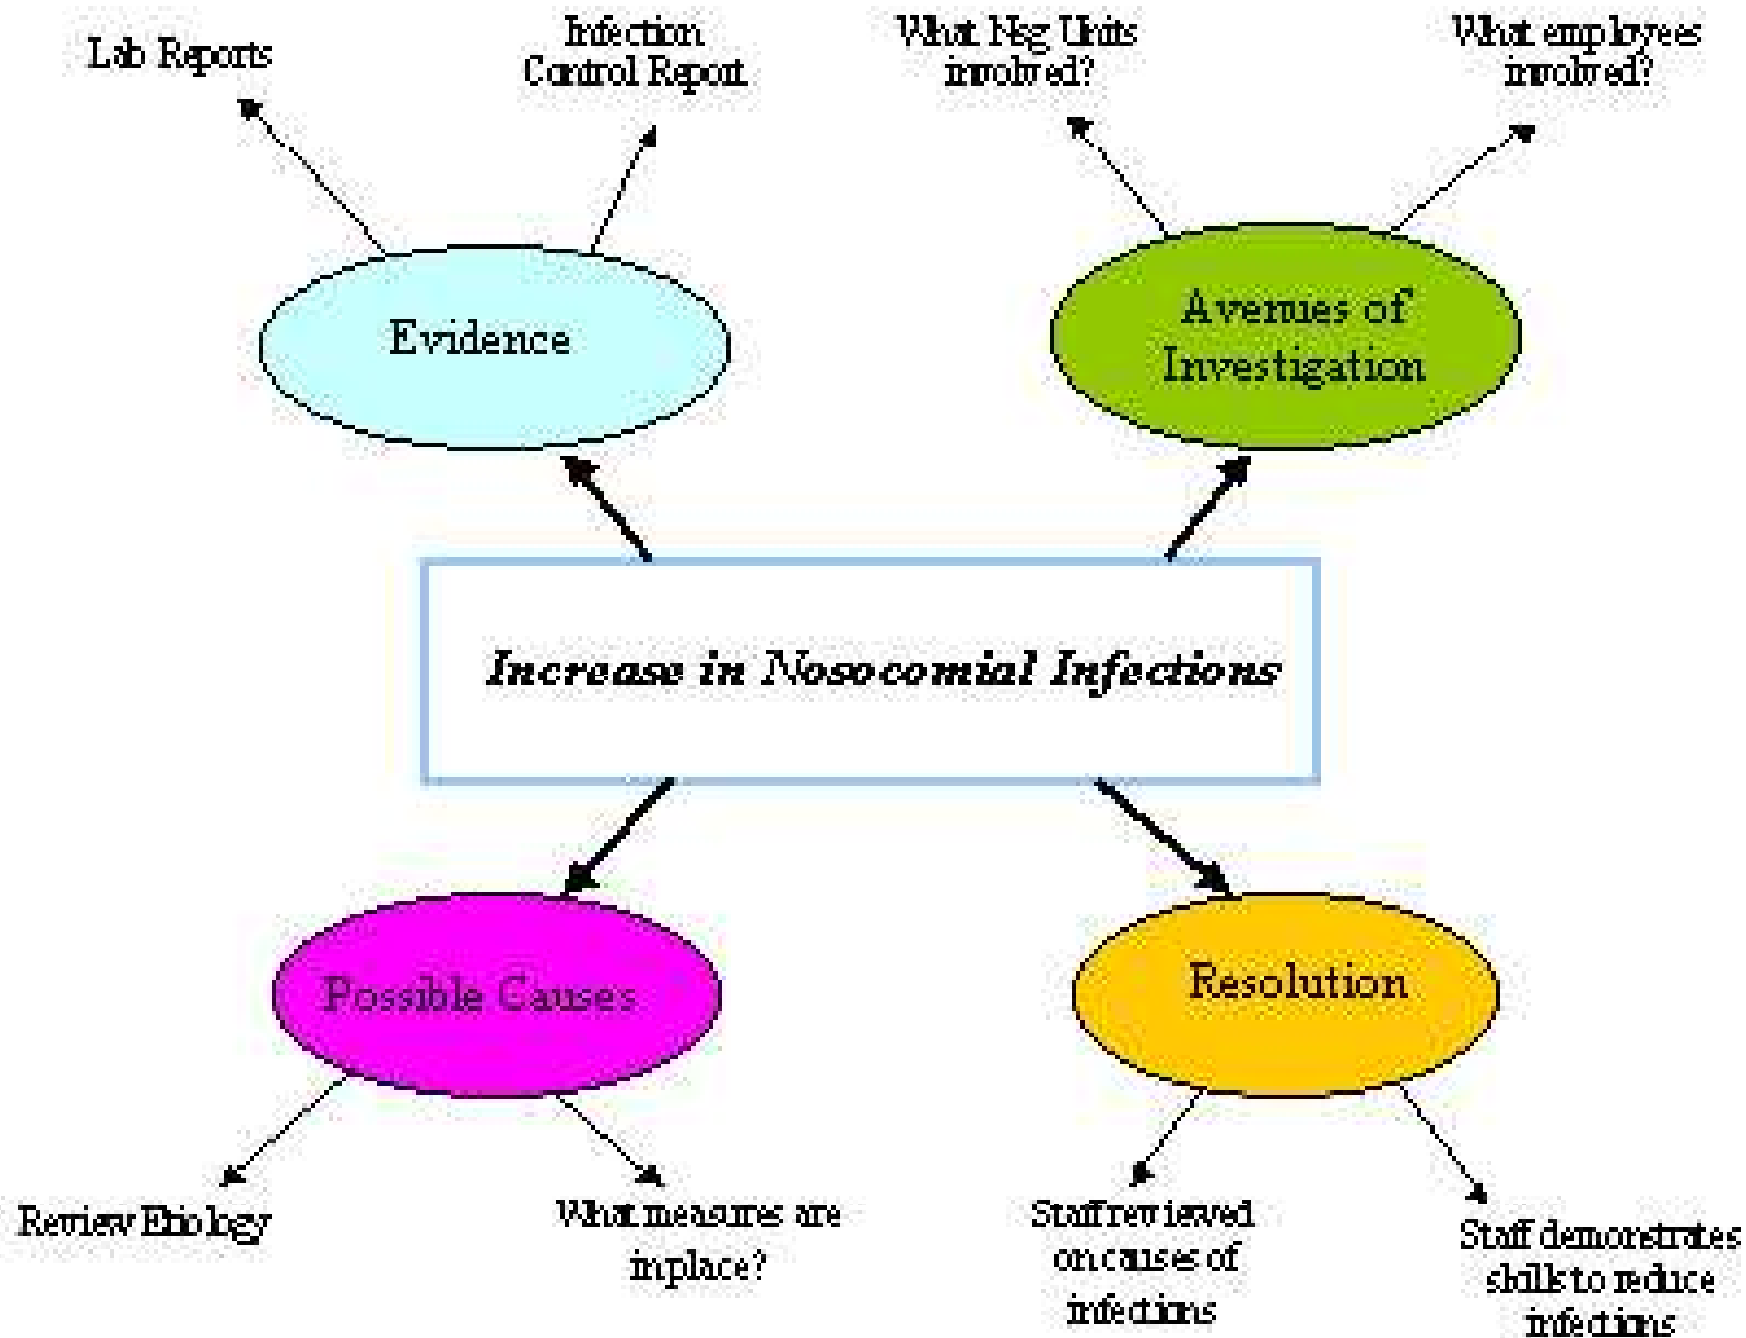 Lab Reports
Infection
Control Report
What Nsg Units
involved?
What employees
involved?
Evidence
Avenues of
Investigation
Increase in Nosocomial Infections
Possible Causes
Resolution
Review Etiology
What measures are
in place?
Staff reviewed
on causes of
infections
Staff demonstrates
skills to reduce
infections